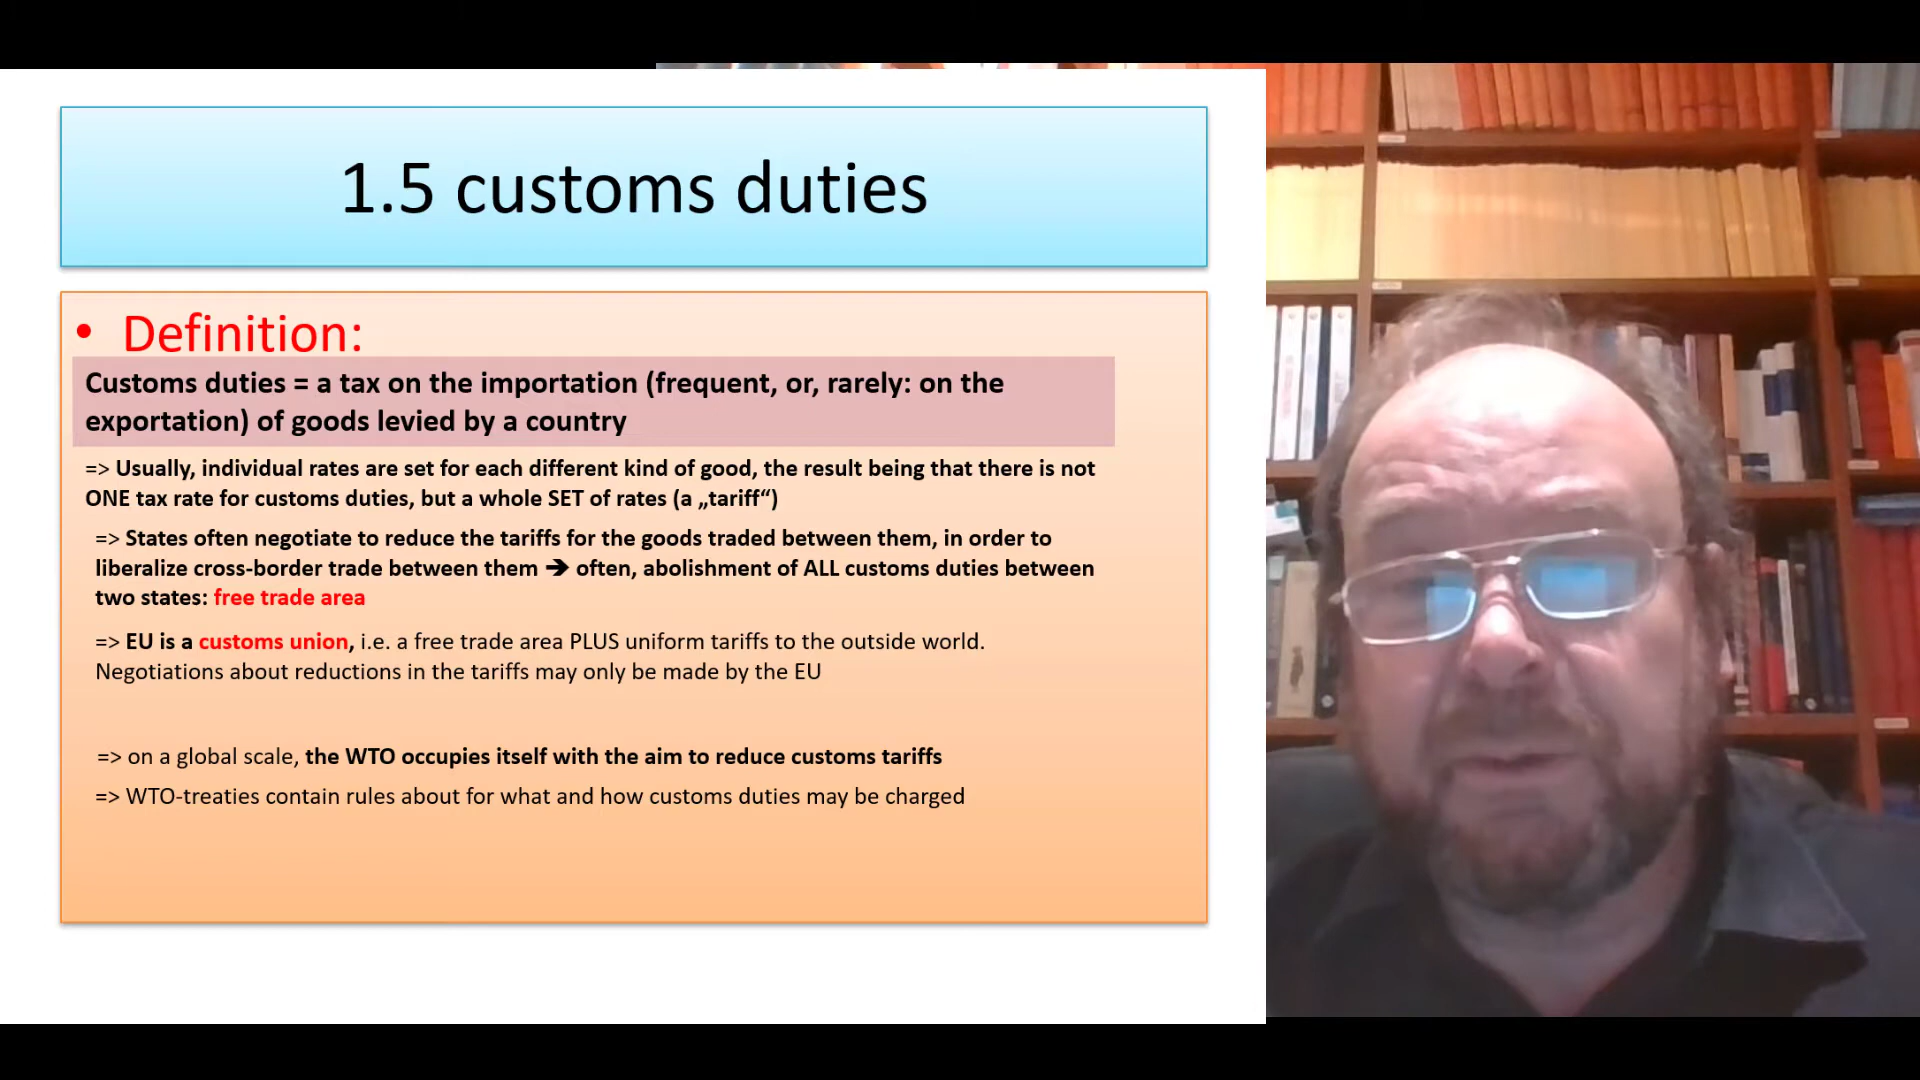 1.5 customs duties
• Definition:
Customs duties = a tax on the importation (frequent, or, rarely: on the
exportation) of goods levied by a country
=> Usually, individual rates are set for each different kind of good, the result being that there is not
ONE tax rate for customs duties, but a whole SET of rates (a „tariff“)
=> States often negotiate to reduce the tariffs for the goods traded between them, in order to
liberalize cross-border trade between them ➔ often, abolishment of ALL customs duties between
two states: free trade area
=> EU is a customs union, i.e. a free trade area PLUS uniform tariffs to the outside world.
Negotiations about reductions in the tariffs may only be made by the EU
=> on a global scale, the WTO occupies itself with the aim to reduce customs tariffs
=> WTO-treaties contain rules about for what and how customs duties may be charged